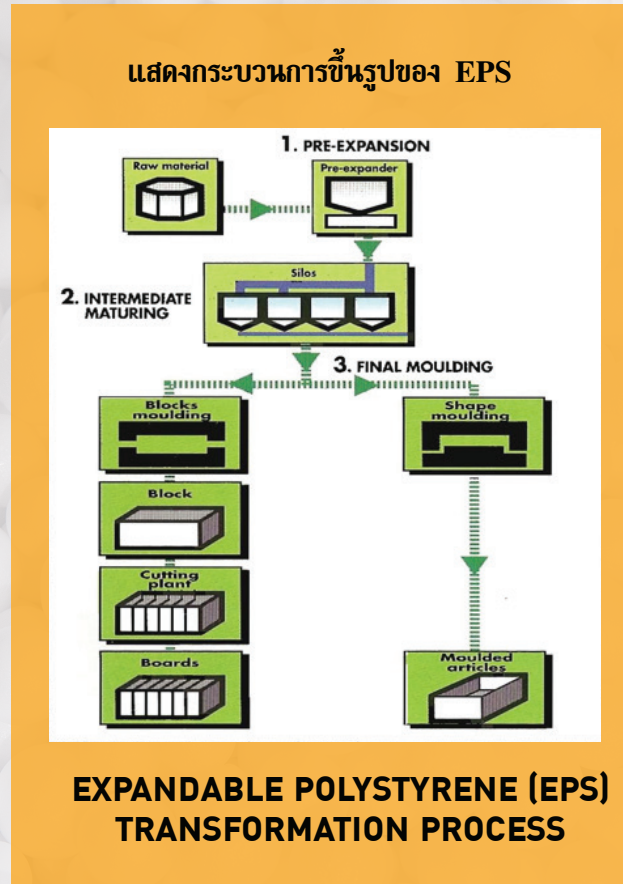 แสดงกระบวนการขึ้นรูปของ EPS
1. PRE-EXPANSION
Raw material
Pre-expander
Silos
2. INTERMEDIATE
MATURING
3. FINAL MOULDING
Blocks
moulding
Shape
moulding
Block
Cutting
plant
Boards
Moulded
articles
EXPANDABLE POLYSTYRENE (EPS)
TRANSFORMATION PROCESS